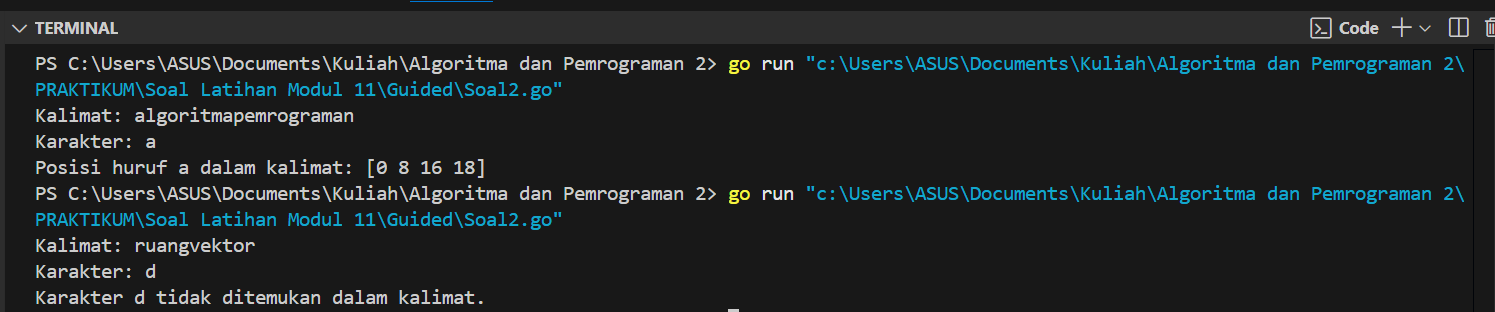 TERMINAL
Code
PS C:\Users\ASUS\Documents\Kuliah\Algoritma dan Pemrograman 2> go run "c:\Users\ASUS\Documents\Kuliah\Algoritma dan Pemrograman 2\
PRAKTIKUM\Soal Latihan Modul 11\Guided\Soal2.go"
Kalimat: algoritmapemrograman
Karakter: a
Posisi huruf a dalam kalimat: [0 8 16 18]
PS C:\Users\ASUS\Documents\Kuliah\Algoritma dan Pemrograman 2> go run "c:\Users\ASUS\Documents\Kuliah\Algoritma dan Pemrograman 2\
PRAKTIKUM\Soal Latihan Modul 11\Guided\Soal2.go"
Kalimat: ruangvektor
Karakter: d
Karakter d tidak ditemukan dalam kalimat.